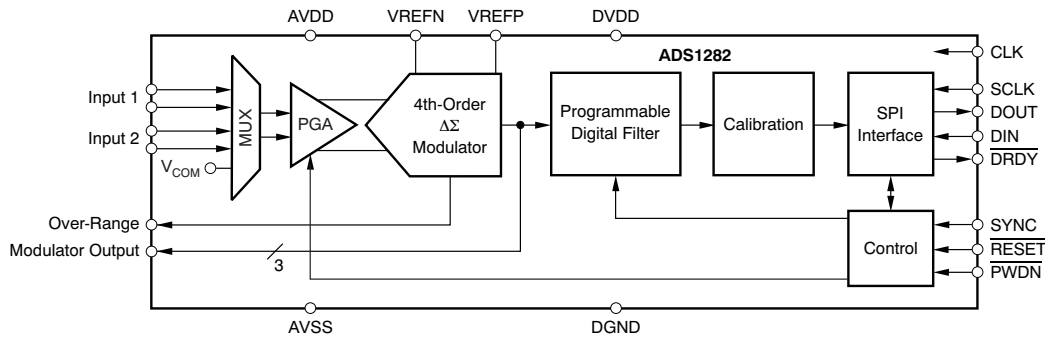 AVDD
VREFN
VREFP
DVDD
ADS1282
CLK
Input 1
Input 2
MUX
V_COM
PGA
4th-Order
ΔΣ
Modulator
Programmable
Digital Filter
Calibration
SPI
Interface
SCLK
DOUT
DIN
DRDY
Over-Range
Modulator Output
3
Control
SYNC
RESET
PWDN
AVSS
DGND